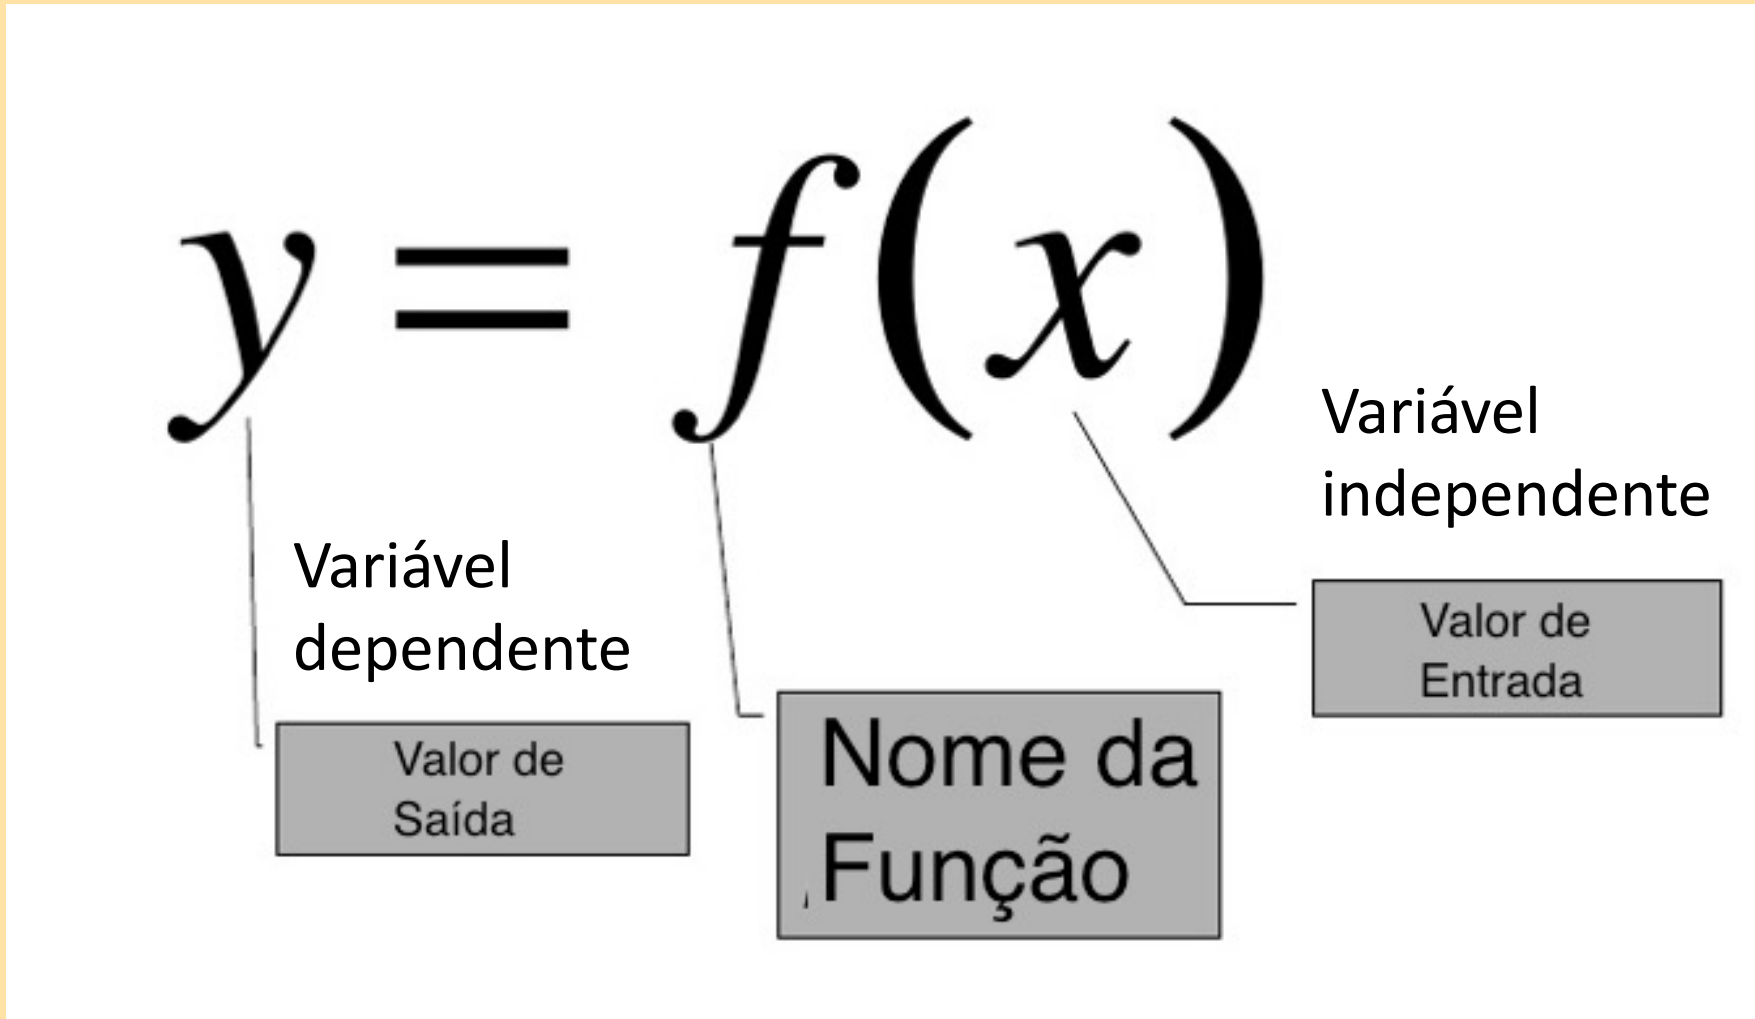 y = f(x)
Variável
independente
Variável
dependente
Valor de
Entrada
Nome da
Função
Valor de
Saída